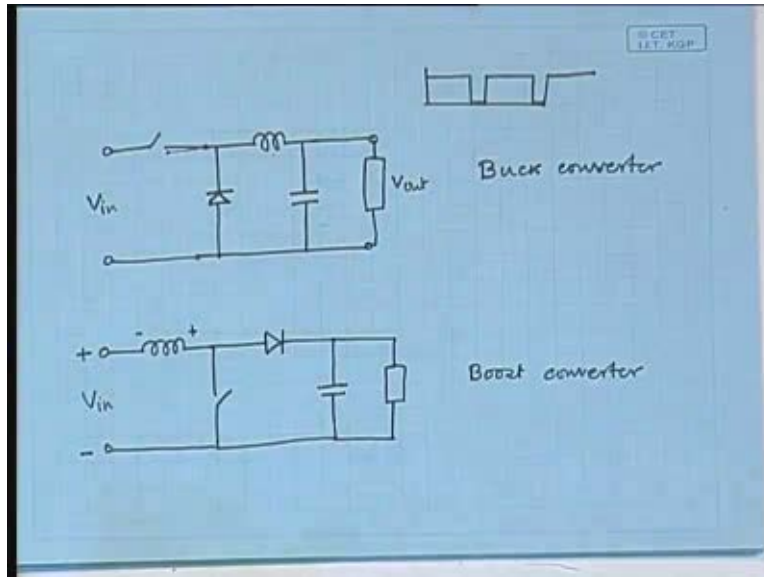 © CET
I.I.T. KGP
Vin
Vout
Buck converter
- +
+
Vin
-
Boost converter